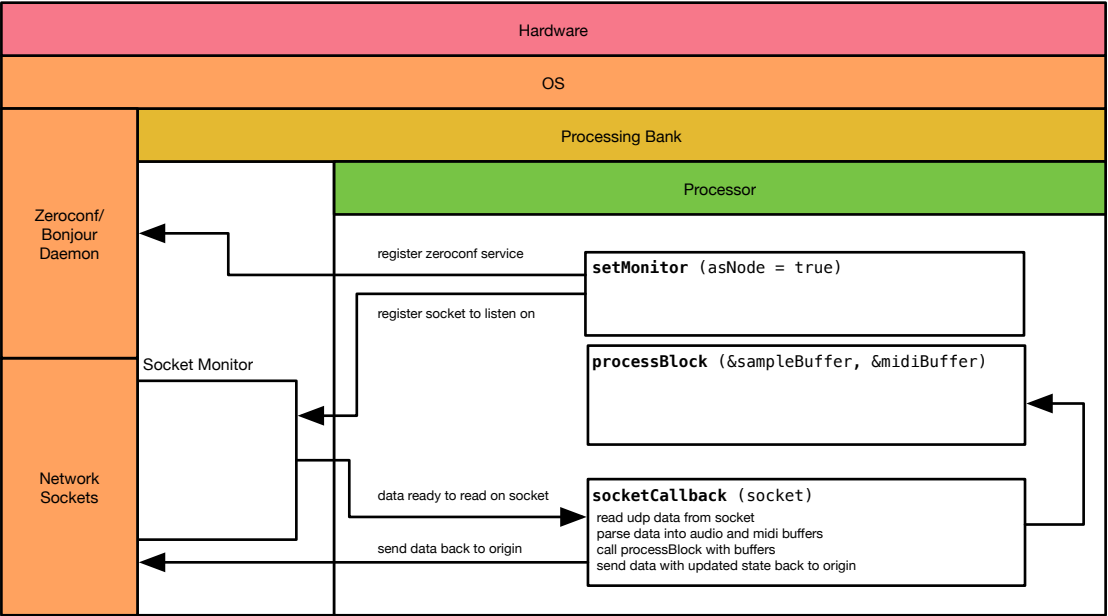 Hardware
OS
Processing Bank
Processor
Zeroconf/
Bonjour
Daemon
register zeroconf service
setMonitor (asNode = true)
register socket to listen on
Socket Monitor
processBlock (&sampleBuffer, &midiBuffer)
Network
Sockets
data ready to read on socket
socketCallback (socket)
read udp data from socket
parse data into audio and midi buffers
call processBlock with buffers
send data with updated state back to origin
send data back to origin